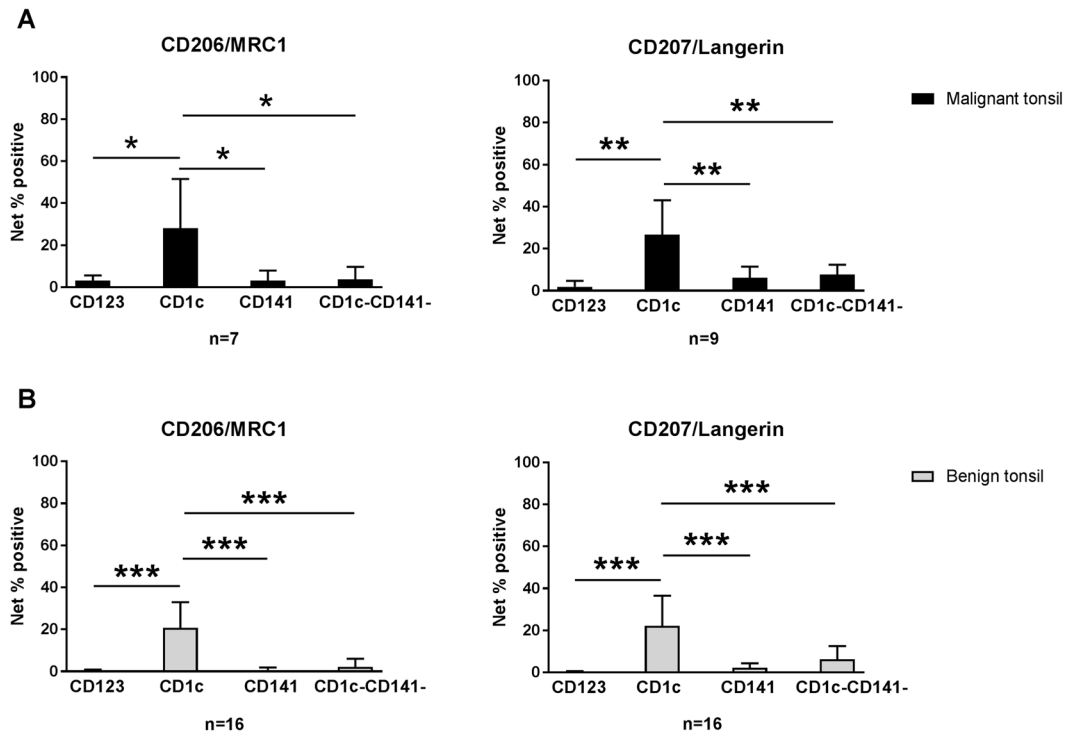 A
CD206/MRC1
Net % positive
100
80
60
40
20
0
*
*
*
CD123 CD1c CD141 CD1c-CD141-
n=7
CD207/Langerin
Net % positive
100
80
60
40
20
0
**
**
**
CD123 CD1c CD141 CD1c-CD141-
n=9
Malignant tonsil
B
CD206/MRC1
Net % positive
100
80
60
40
20
0
***
***
***
CD123 CD1c CD141 CD1c-CD141-
n=16
CD207/Langerin
Net % positive
100
80
60
40
20
0
***
***
***
CD123 CD1c CD141 CD1c-CD141-
n=16
Benign tonsil